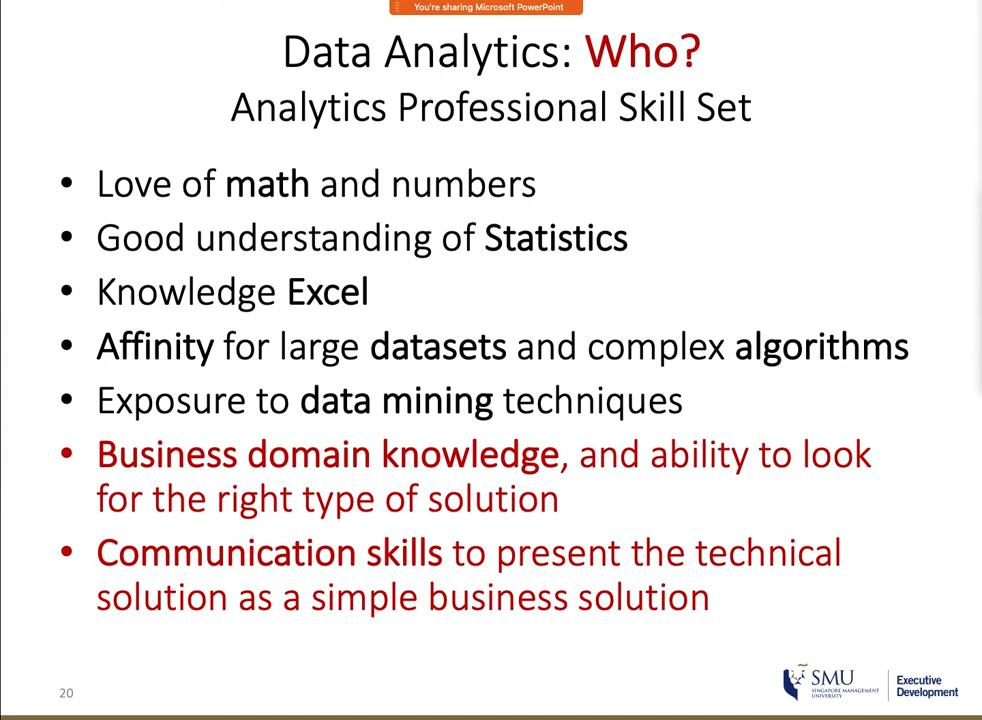 You're sharing Microsoft PowerPoint
Data Analytics: Who?
Analytics Professional Skill Set
• Love of math and numbers
• Good understanding of Statistics
• Knowledge Excel
• Affinity for large datasets and complex algorithms
• Exposure to data mining techniques
• Business domain knowledge, and ability to look
for the right type of solution
• Communication skills to present the technical
solution as a simple business solution
20
SMU
SINGAPORE MANAGEMENT
UNIVERSITY
Executive
Development